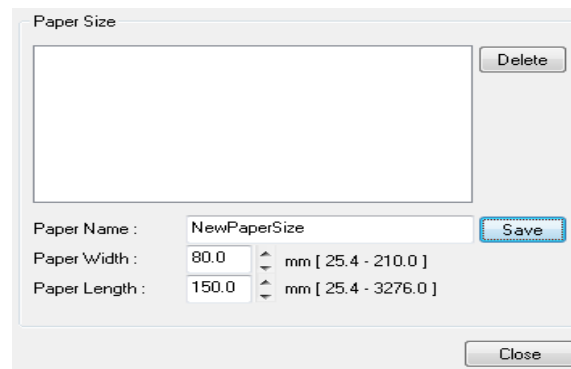 Paper Size
Delete
Paper Name : NewPaperSize Save
Paper Width : 80.0 mm [ 25.4 - 210.0 ]
Paper Length : 150.0 mm [ 25.4 - 3276.0 ]
Close